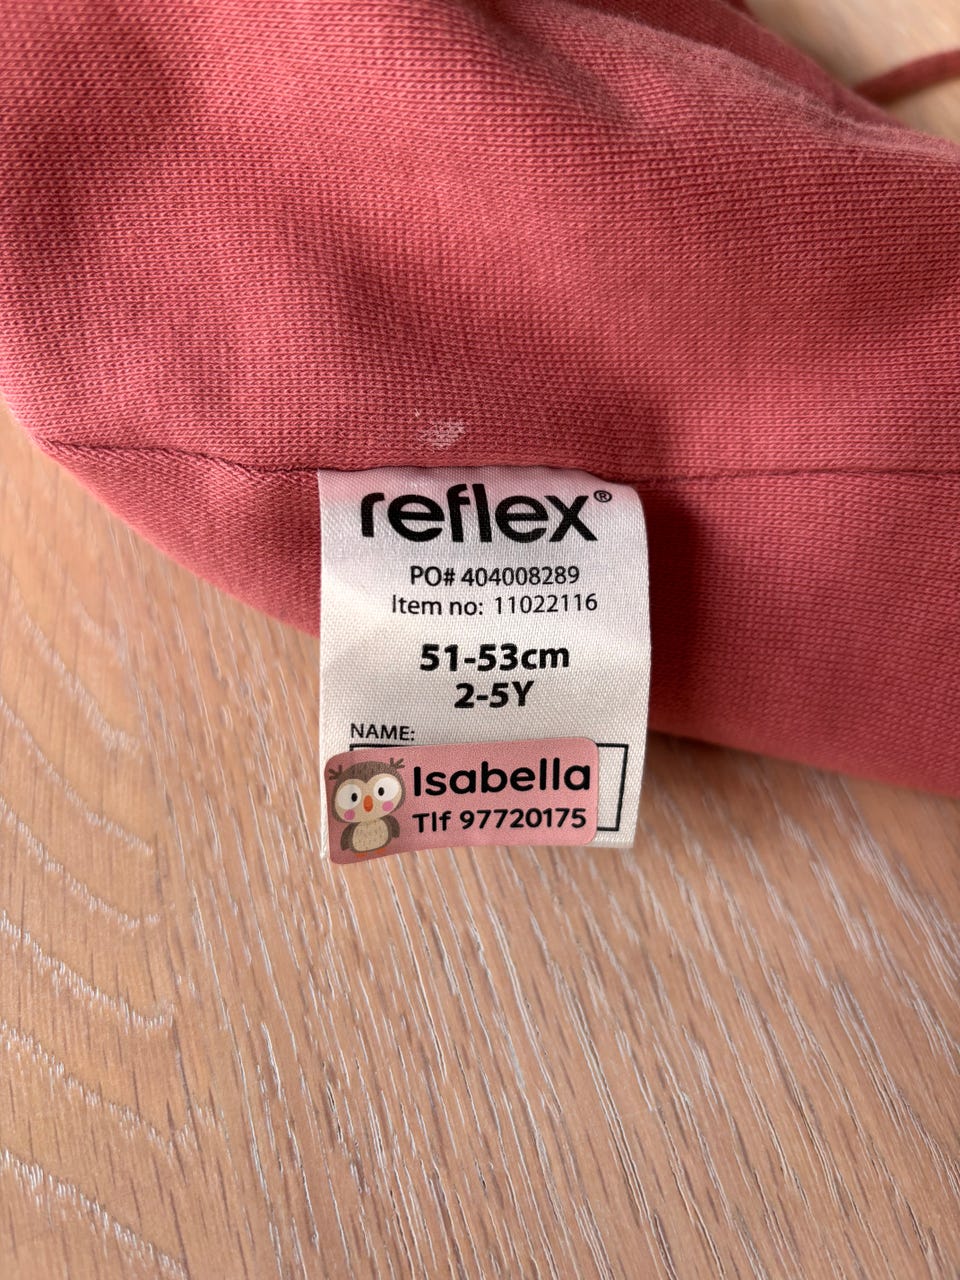 reflex®
PO# 404008289
Item no: 11022116
51-53cm
2-5Y
NAME:
Isabella
Tlf 97720175